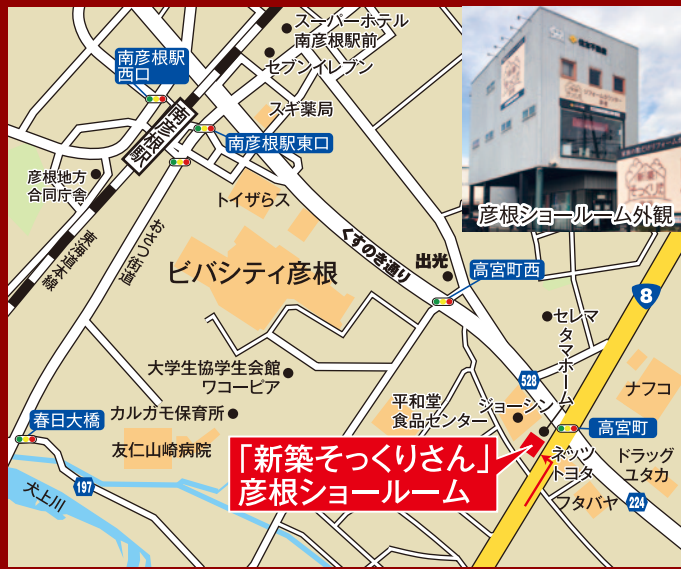 スーパーホテル
南彦根駅前
セブンイレブン
南彦根駅
西口
スギ薬局
南彦根駅
南彦根駅東口
彦根地方
合同庁舎
トイザらス
彦根ショールーム外観
東海道本線
おさつ街道
くすのき通り
ビバシティ彦根
出光
高宮町西
8
セレマ
タマホーム
大学生協学生会館
ワコーピア
528
ナフコ
カルガモ保育所
平和堂
食品センター
ジョーシン
高宮町
春日大橋
友仁山崎病院
「新築そっくりさん」
彦根ショールーム
ネッツ
トヨタ
ドラッグ
ユタカ
犬上川
197
フタバヤ
224